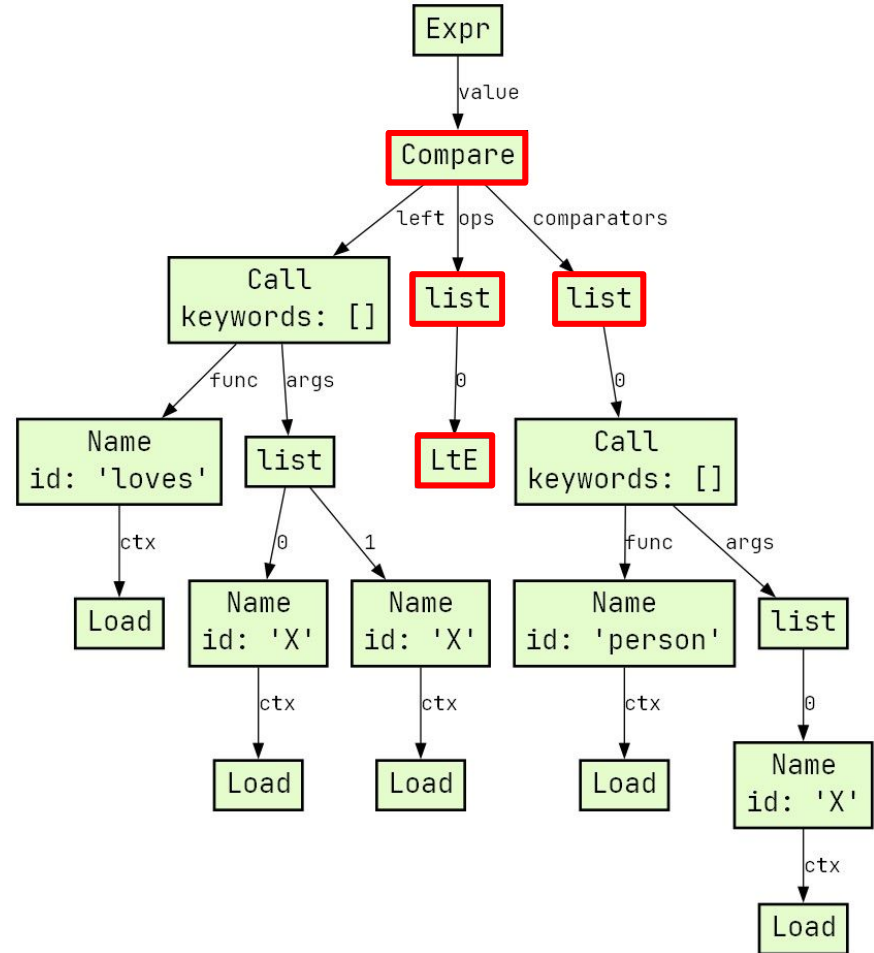 Expr
value
Compare
left ops comparators
Call
keywords: []
list
list
func args
0
0
Name
id: 'loves'
list
LtE
Call
keywords: []
ctx
0
1
func
args
Load
Name
id: 'X'
Name
id: 'X'
Name
id: 'person'
list
ctx
ctx
ctx
0
Load
Load
Load
Name
id: 'X'
ctx
Load